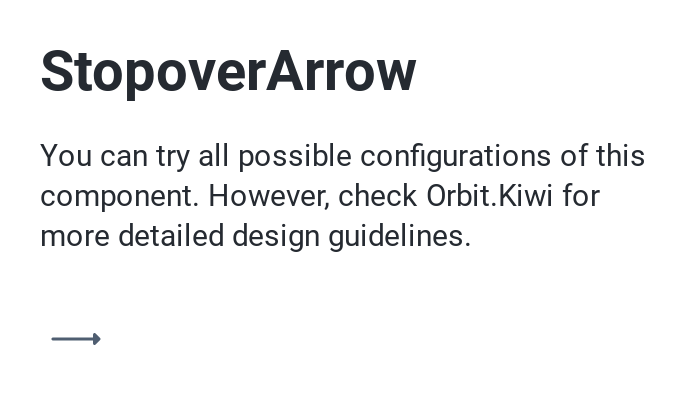 StopoverArrow
You can try all possible configurations of this
component. However, check Orbit.Kiwi for
more detailed design guidelines.